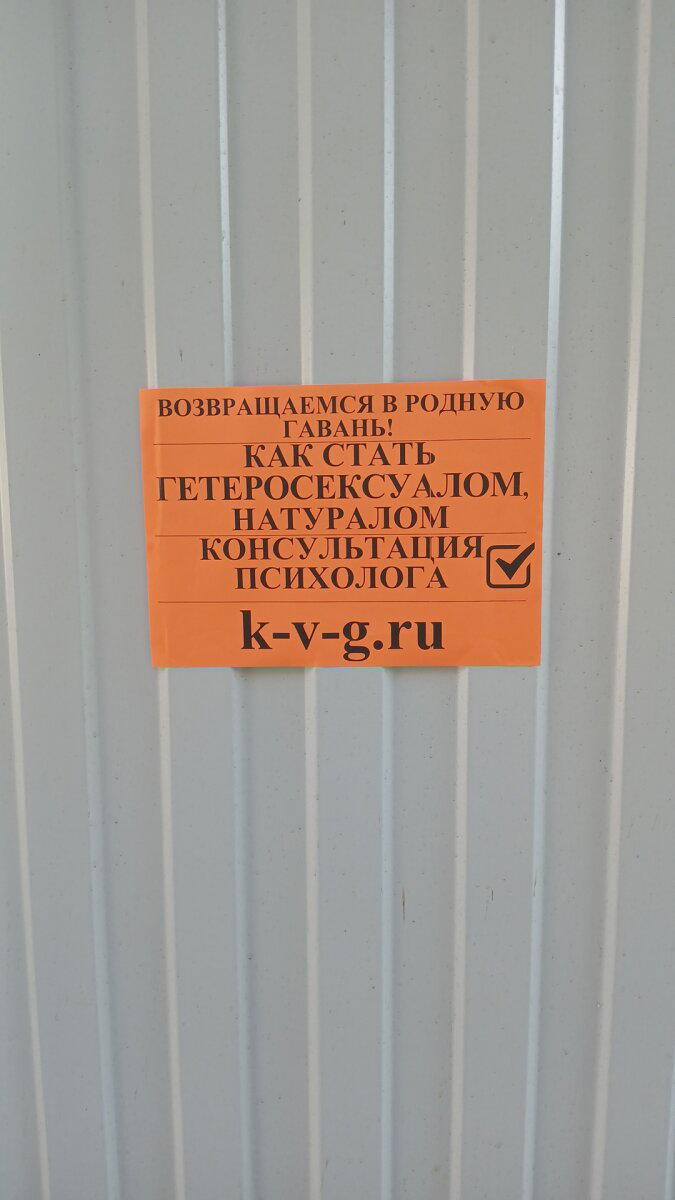 ВОЗВРАЩАЕМСЯ В РОДНУЮ
ГАВАНЬ!
КАК СТАТЬ
ГЕТЕРОСЕКСУАЛОМ,
НАТУРАЛОМ
КОНСУЛЬТАЦИЯ
ПСИХОЛОГА
k-v-g.ru